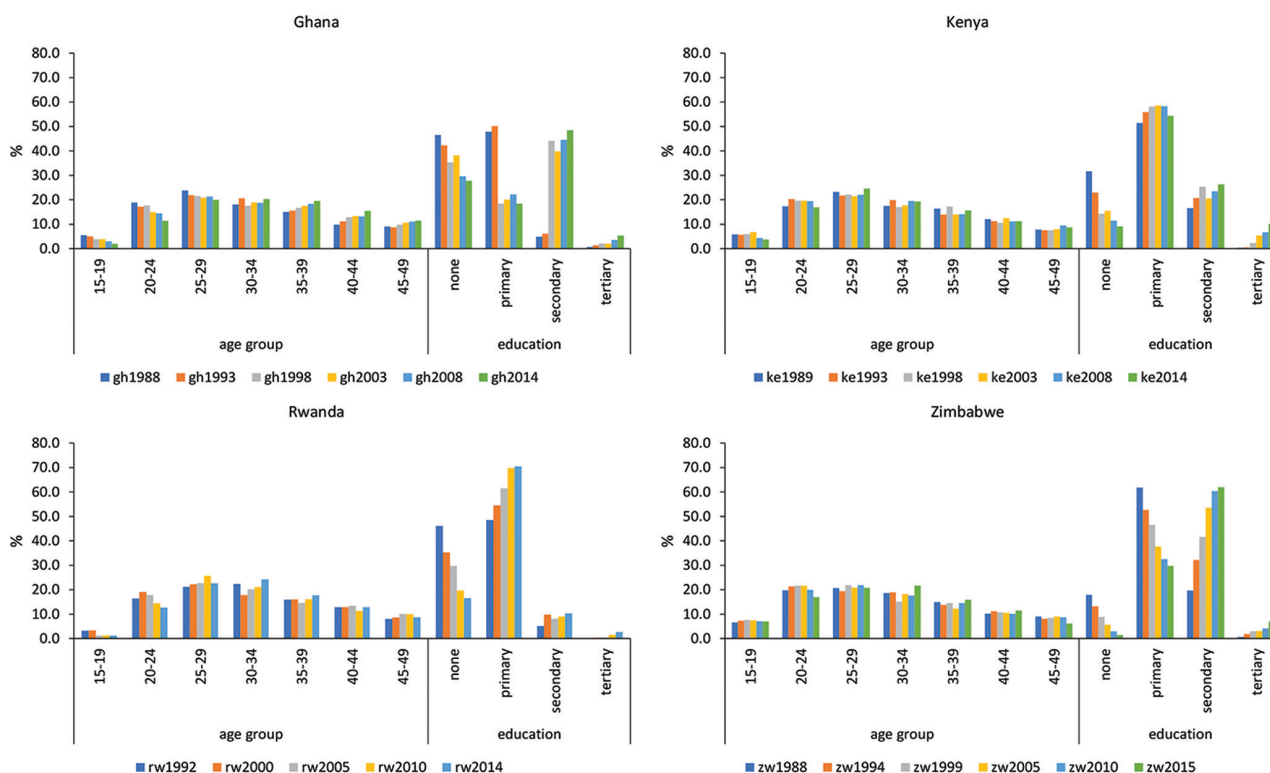 Ghana
80.0
70.0
60.0
50.0
40.0
30.0
20.0
10.0
0.0
%
15-19
20-24
25-29
30-34
35-39
40-44
45-49
none
primary
secondary
tertiary
age group
education
gh1988 gh1993 gh1998 gh2003 gh2008 gh2014
Kenya
80.0
70.0
60.0
50.0
40.0
30.0
20.0
10.0
0.0
%
15-19
20-24
25-29
30-34
35-39
40-44
45-49
none
primary
secondary
tertiary
age group
education
ke1989 ke1993 ke1998 ke2003 ke2008 ke2014
Rwanda
80.0
70.0
60.0
50.0
40.0
30.0
20.0
10.0
0.0
%
15-19
20-24
25-29
30-34
35-39
40-44
45-49
none
primary
secondary
tertiary
age group
education
rw1992 rw2000 rw2005 rw2010 rw2014
Zimbabwe
80.0
70.0
60.0
50.0
40.0
30.0
20.0
10.0
0.0
%
15-19
20-24
25-29
30-34
35-39
40-44
45-49
none
primary
secondary
tertiary
age group
education
zw1988 zw1994 zw1999 zw2005 zw2010 zw2015